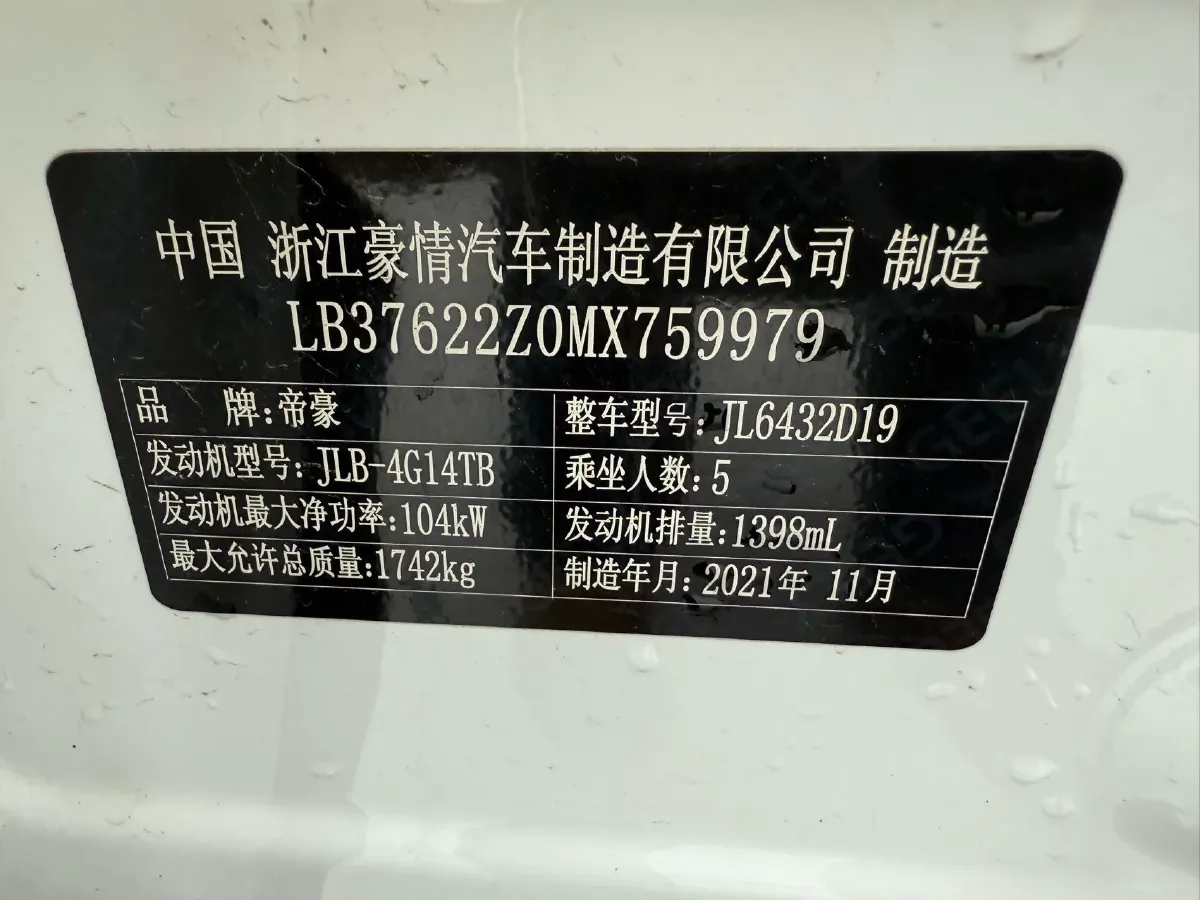 中国 浙江豪情汽车制造有限公司 制造
LB37622Z0MX759979
品 牌:帝豪 整车型号:JL6432D19
发动机型号:JLB-4G14TB 乘坐人数:5
发动机最大净功率:104kW 发动机排量:1398mL
最大允许总质量:1742kg 制造年月:2021年 11月